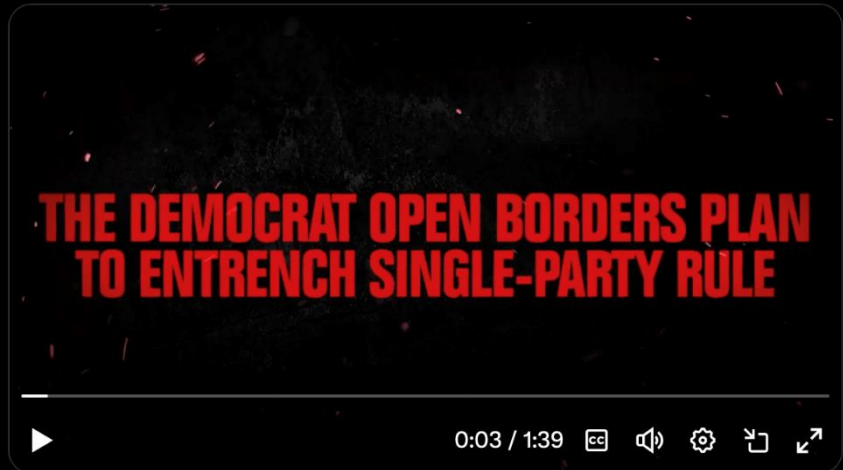 THE DEMOCRAT OPEN BORDERS PLAN
TO ENTRENCH SINGLE-PARTY RULE
0:03 / 1:39
CC